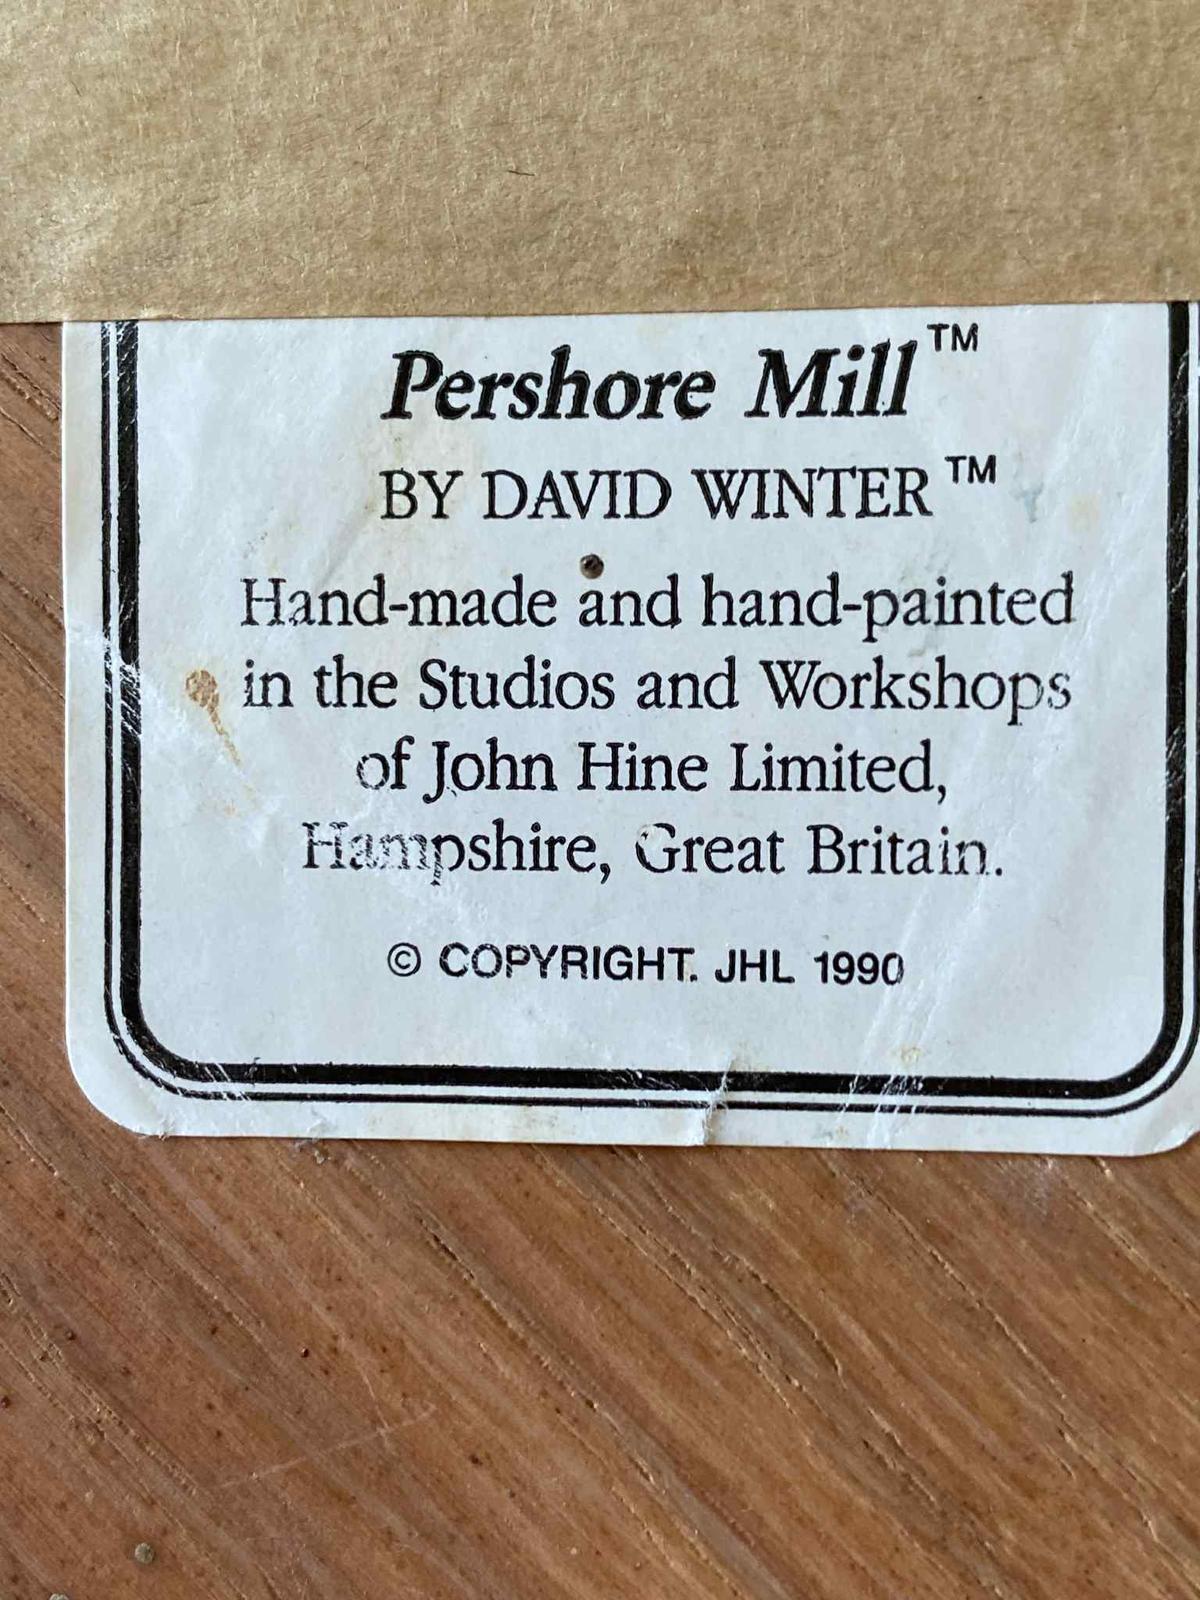 Pershore Mill™
BY DAVID WINTER™
Hand-made and hand-painted
in the Studios and Workshops
of John Hine Limited,
Hampshire, Great Britain.
© COPYRIGHT. JHL 1990